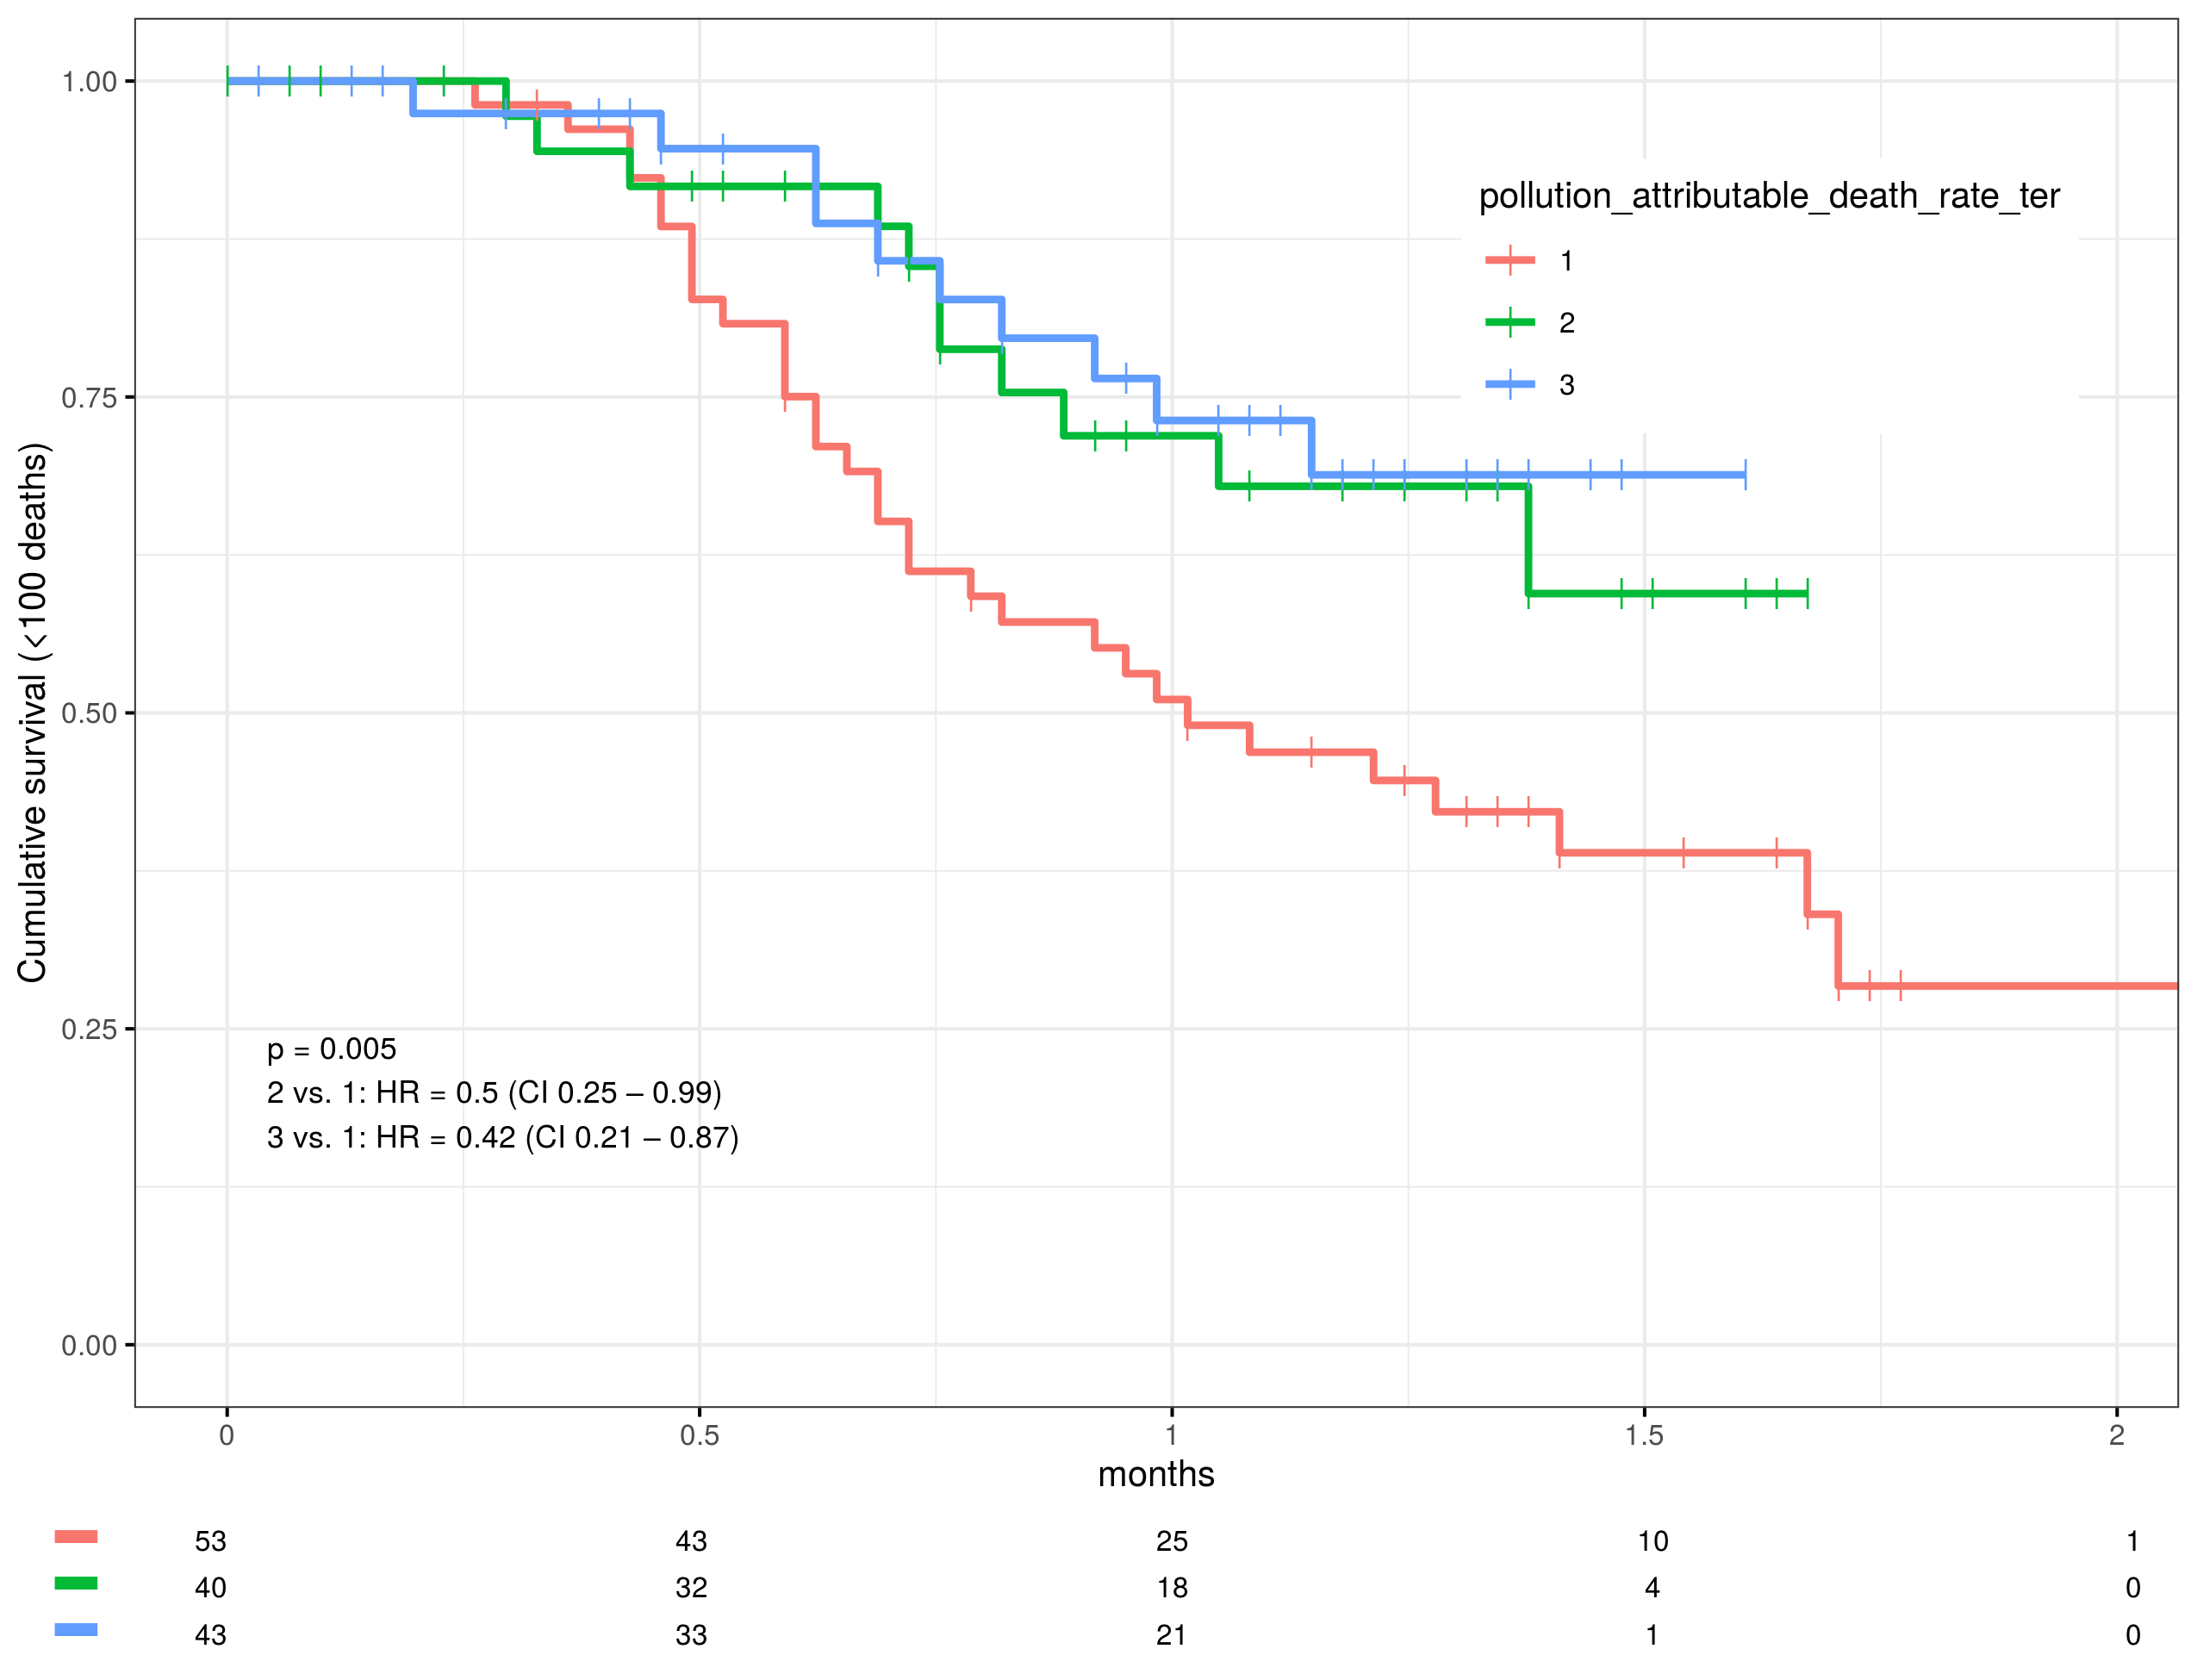 Cumulative survival (<100 deaths)
1.00
0.75
0.50
0.25
0.00
pollution_attributable_death_rate_ter
1
2
3
p = 0.005
2 vs. 1: HR = 0.5 (CI 0.25 – 0.99)
3 vs. 1: HR = 0.42 (CI 0.21 – 0.87)
0 0.5 1 1.5 2
months
53 43 25 10 1
40 32 18 4 0
43 33 21 1 0